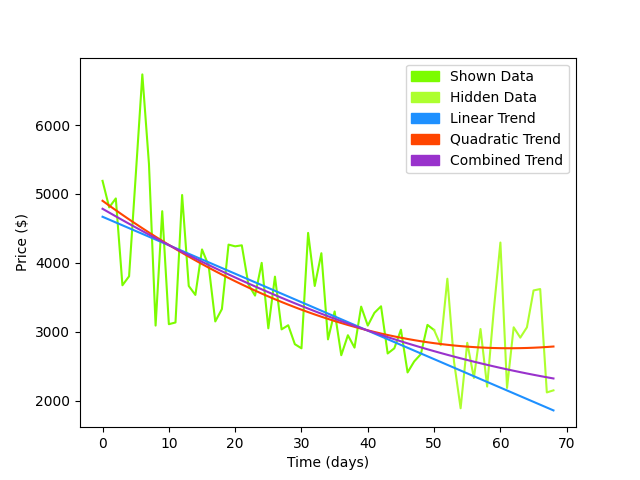 Shown Data
Hidden Data
Linear Trend
Quadratic Trend
Combined Trend
6000
5000
4000
3000
2000
Price ($)
0 10 20 30 40 50 60 70
Time (days)